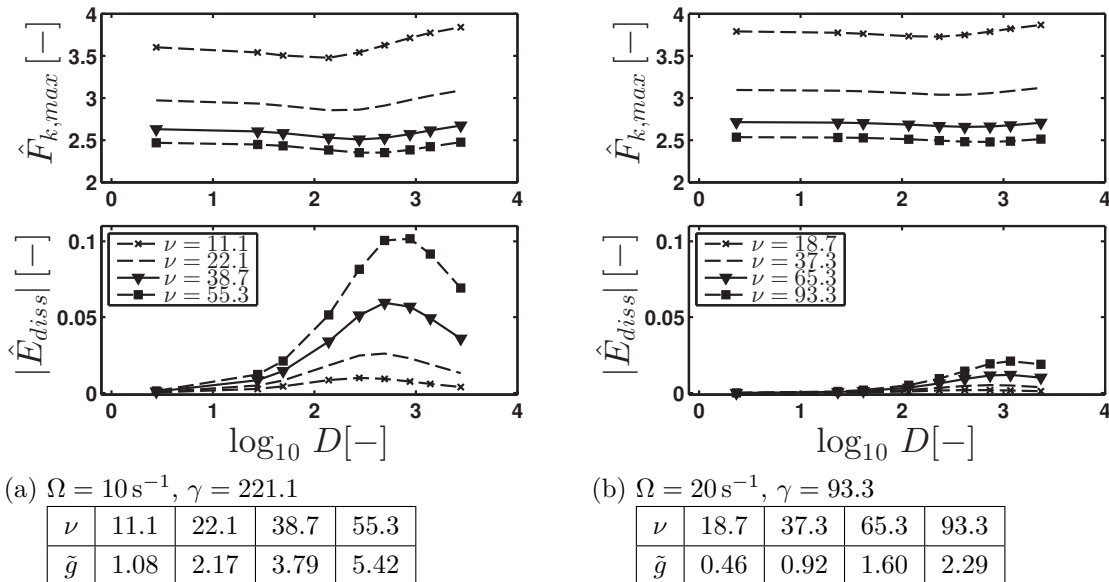 4
3.5
3
2.5
2
F̂_{k,max} [−]
0 1 2 3 4
0.1
0.05
0
|Ê_{diss}| [−]
ν = 11.1
ν = 22.1
ν = 38.7
ν = 55.3
0 1 2 3 4
log₁₀ D[−]
(a) Ω = 10 s⁻¹, γ = 221.1
ν 11.1 22.1 38.7 55.3
g̃ 1.08 2.17 3.79 5.42
4
3.5
3
2.5
2
F̂_{k,max} [−]
0 1 2 3 4
0.1
0.05
0
|Ê_{diss}| [−]
ν = 18.7
ν = 37.3
ν = 65.3
ν = 93.3
0 1 2 3 4
log₁₀ D[−]
(b) Ω = 20 s⁻¹, γ = 93.3
ν 18.7 37.3 65.3 93.3
g̃ 0.46 0.92 1.60 2.29